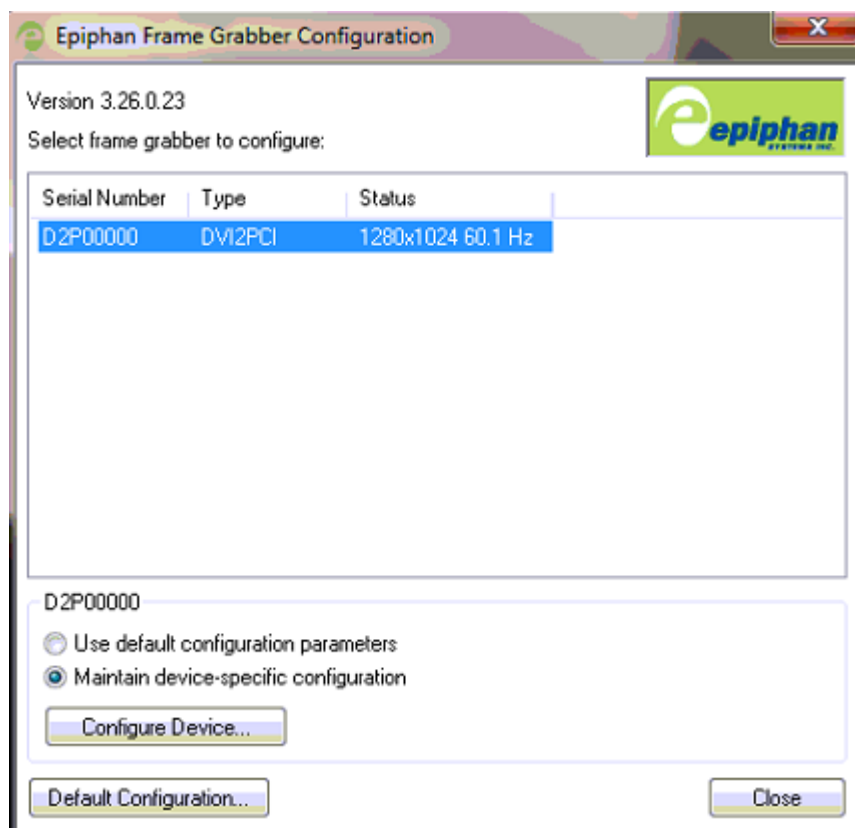 Epiphan Frame Grabber Configuration
Version 3.26.0.23
epiphan
SYSTEMS INC.
Select frame grabber to configure:
Serial Number Type Status
D2P00000 DVI2PCI 1280x1024 60.1 Hz
D2P00000
Use default configuration parameters
Maintain device-specific configuration
Configure Device...
Default Configuration... Close